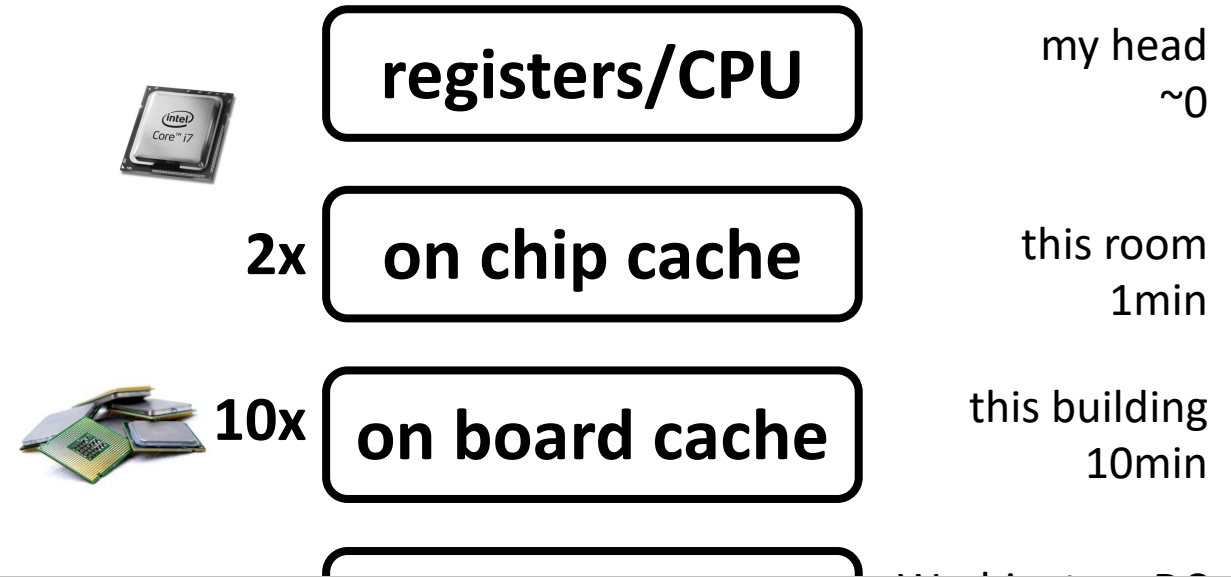 registers/CPU
my head
~0
intel
Core™ i7
2x
on chip cache
this room
1min
10x
on board cache
this building
10min